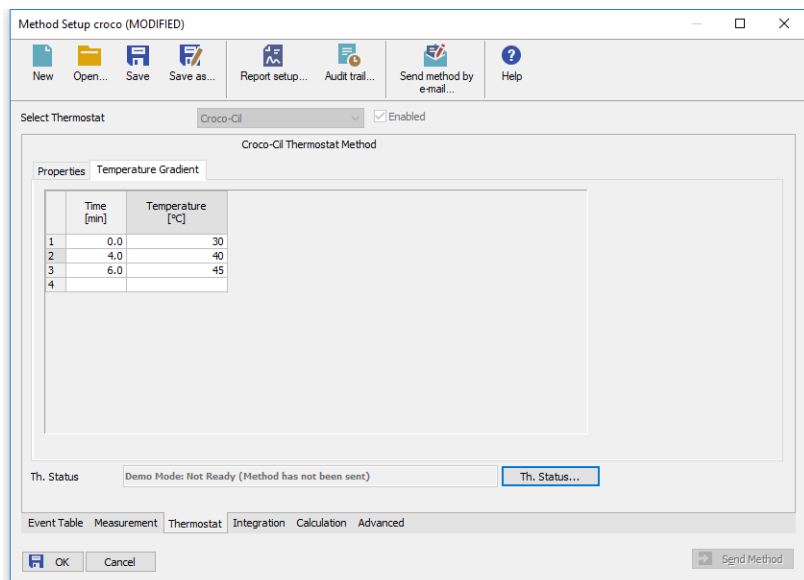 Method Setup croco (MODIFIED)
New Open... Save Save as... Report setup... Audit trail... Send method by e-mail... Help
Select Thermostat Croco-Cil Enabled
Croco-Cil Thermostat Method
Properties Temperature Gradient
Time [min] Temperature [°C]
1 0.0 30
2 4.0 40
3 6.0 45
4
Th. Status Demo Mode: Not Ready (Method has not been sent) Th. Status...
Event Table Measurement Thermostat Integration Calculation Advanced
OK Cancel Send Method